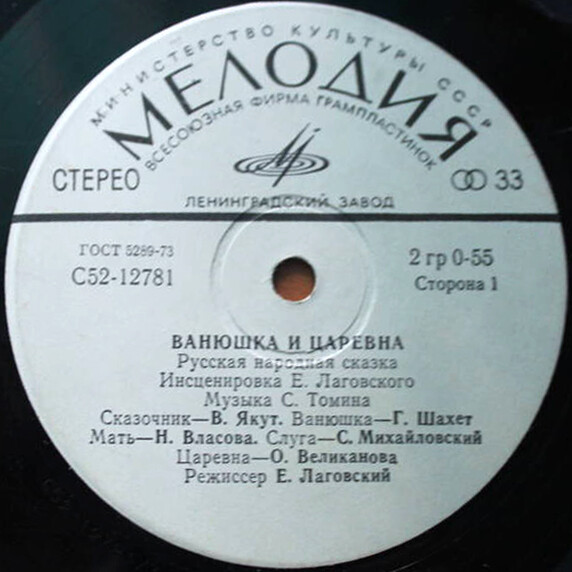 МИНИСТЕРСТВО КУЛЬТУРЫ СССР
МЕЛОДИЯ
ВСЕСОЮЗНАЯ ФИРМА ГРАМПЛАСТИНОК
СТЕРЕО
33
ЛЕНИНГРАДСКИЙ ЗАВОД
ГОСТ 5289-73
С52-12781
2 гр 0-55
Сторона 1
ВАНЮШКА И ЦАРЕВНА
Русская народная сказка
Инсценировка Е. Лаговского
Музыка С. Томина
Сказочник—В. Якут. Ванюшка—Г. Шахет
Мать—Н. Власова. Слуга—С. Михайловский
Царевна—О. Великанова
Режиссер Е. Лаговский